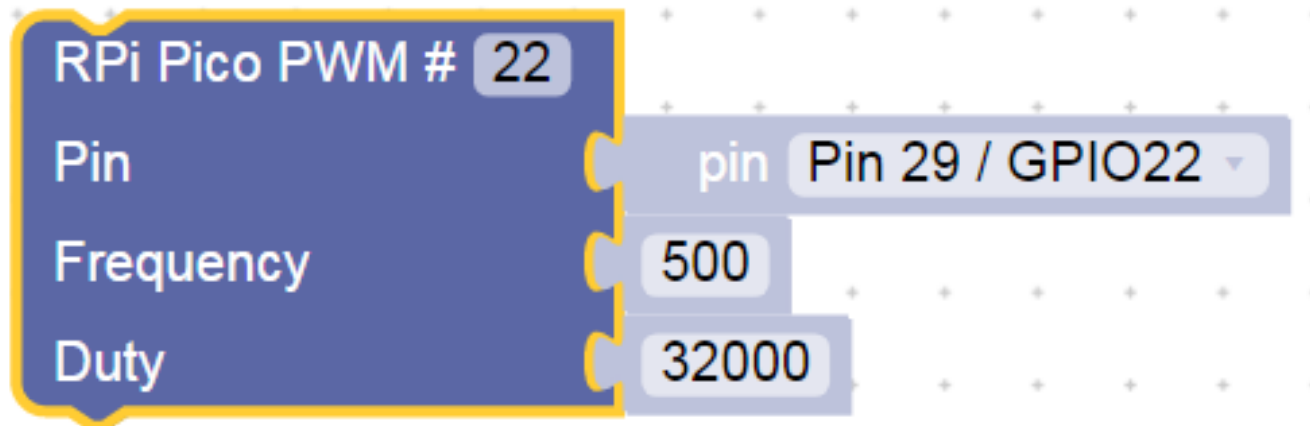 RPi Pico PWM # 22
Pin pin Pin 29 / GPIO22
Frequency 500
Duty 32000